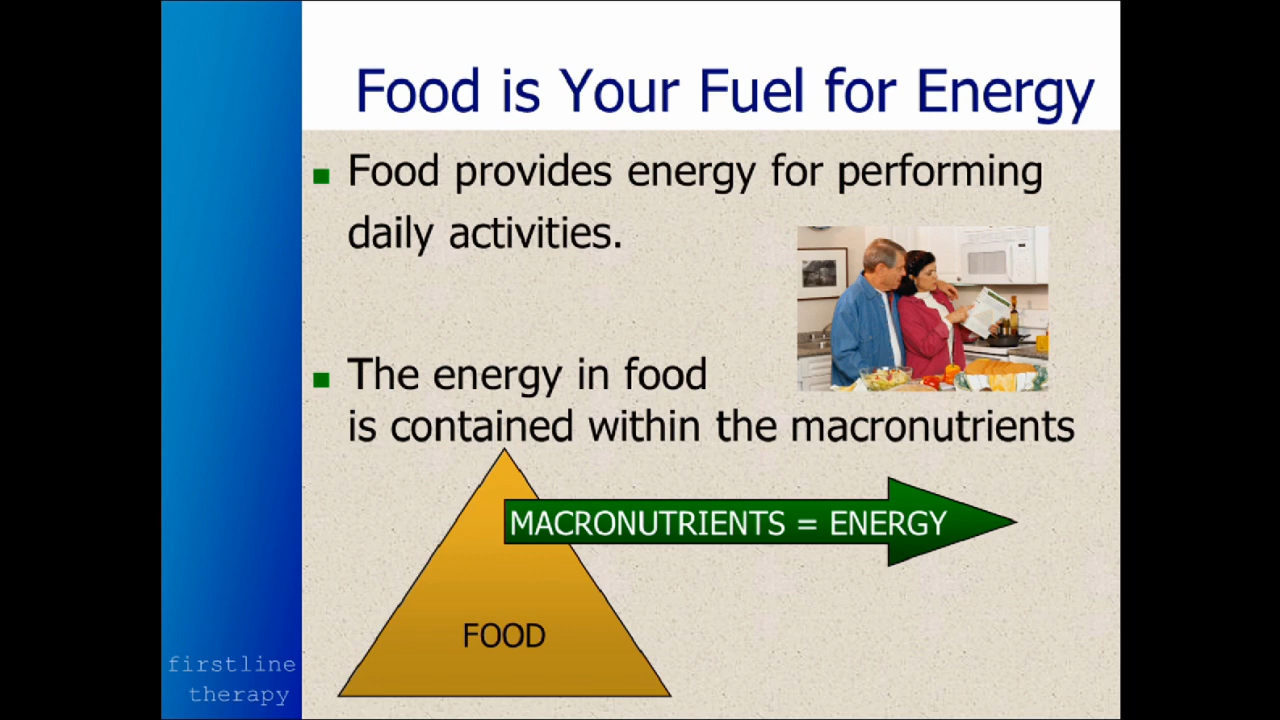 Food is Your Fuel for Energy
Food provides energy for performing
daily activities.
The energy in food
is contained within the macronutrients
MACRONUTRIENTS = ENERGY
FOOD
firstline
therapy